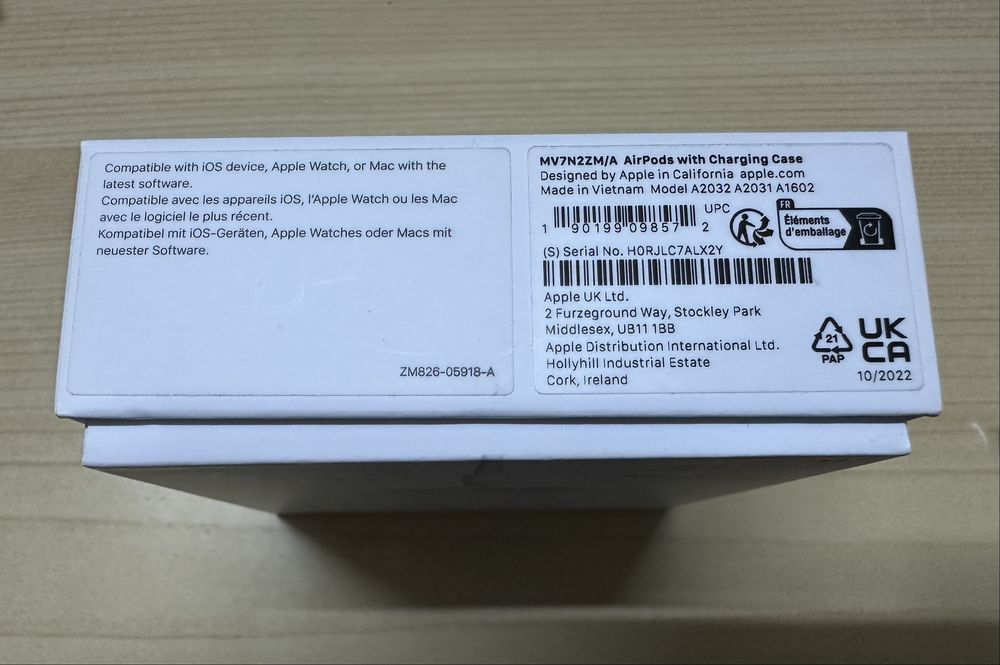 Compatible with iOS device, Apple Watch, or Mac with the
latest software.
Compatible avec les appareils iOS, l'Apple Watch ou les Mac
avec le logiciel le plus récent.
Kompatibel mit iOS-Geräten, Apple Watches oder Macs mit
neuester Software.
ZM826-05918-A
MV7N2ZM/A AirPods with Charging Case
Designed by Apple in California apple.com
Made in Vietnam Model A2032 A2031 A1602
UPC
1 90199 09857 2
FR
Éléments
d'emballage
(S) Serial No. H0RJLC7ALX2Y
Apple UK Ltd.
2 Furzeground Way, Stockley Park
Middlesex, UB11 1BB
Apple Distribution International Ltd.
Hollyhill Industrial Estate
Cork, Ireland
21
PAP
UK
CA
10/2022